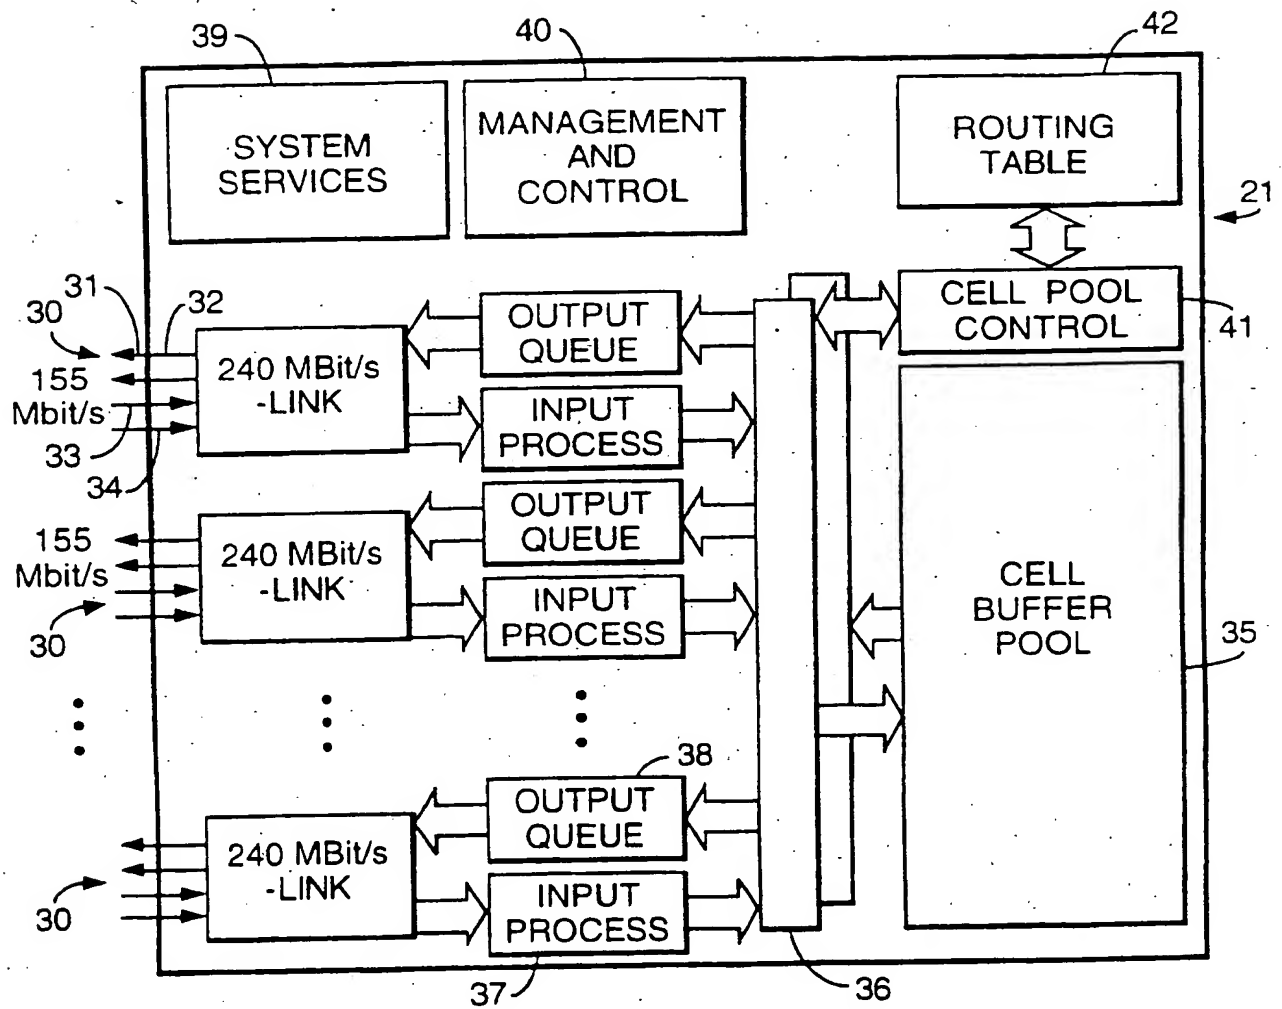 39
40
42
SYSTEM
SERVICES
MANAGEMENT
AND
CONTROL
ROUTING
TABLE
21
31
32
30
155
Mbit/s
33
34
240 MBit/s
-LINK
OUTPUT
QUEUE
INPUT
PROCESS
CELL POOL
CONTROL
41
155
Mbit/s
30
240 MBit/s
-LINK
OUTPUT
QUEUE
INPUT
PROCESS
CELL
BUFFER
POOL
35
38
30
240 MBit/s
-LINK
OUTPUT
QUEUE
INPUT
PROCESS
37
36